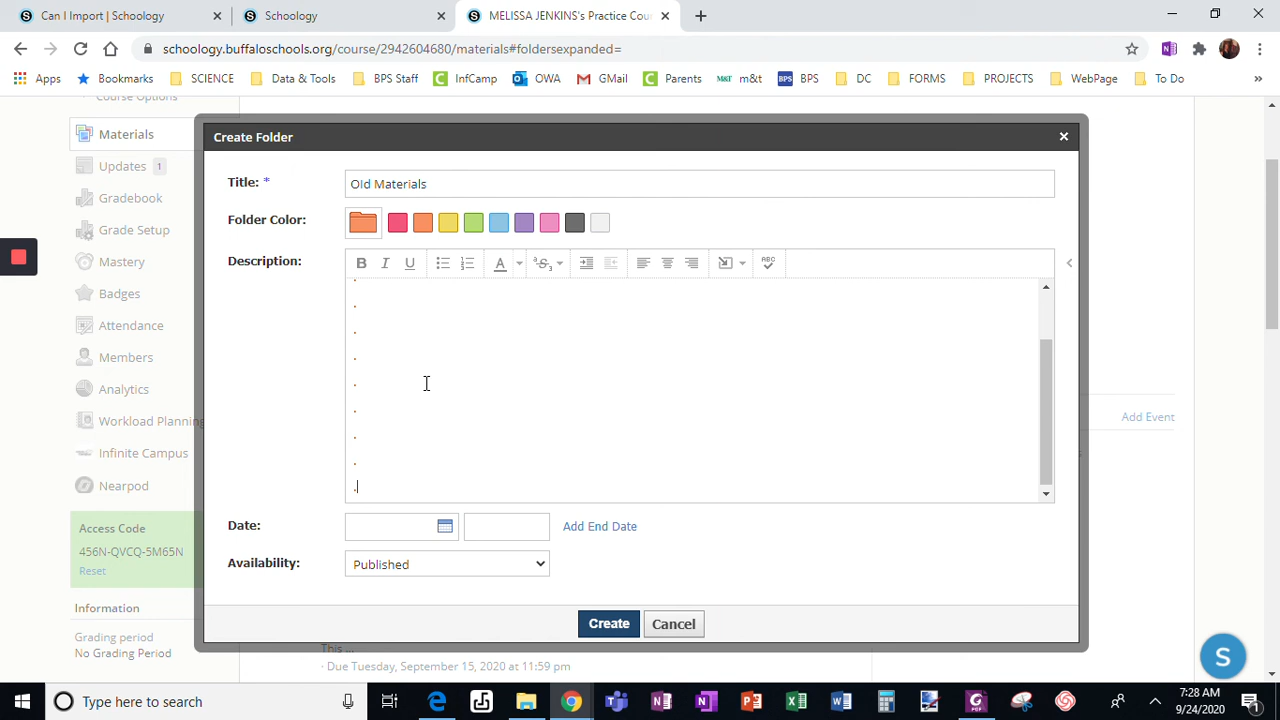 Can I Import | Schoology
Schoology
MELISSA JENKINS's Practice Cou
schoology.buffaloschools.org/course/2942604680/materials#foldersexpanded=
Apps
Bookmarks
SCIENCE
Data & Tools
BPS Staff
InfCamp
OWA
GMail
Parents
M&T
m&t
BPS
BPS
DC
FORMS
PROJECTS
WebPage
To Do
»
Course Options
Materials
Updates 1
Gradebook
Grade Setup
Mastery
Badges
Attendance
Members
Analytics
Workload Planning
Infinite Campus
Nearpod
Access Code
456N-QVCQ-5M65N
Reset
Information
Grading period
No Grading Period
Create Folder
Title: *
Old Materials
Folder Color:
Description:
B I U
A
ABC
.
.
.
.
.
.
.
.
.
Date:
Add End Date
Availability:
Published
Create
Cancel
Add Event
This ...
· Due Tuesday, September 15, 2020 at 11:59 pm
S
Type here to search
7:28 AM
9/24/2020
1